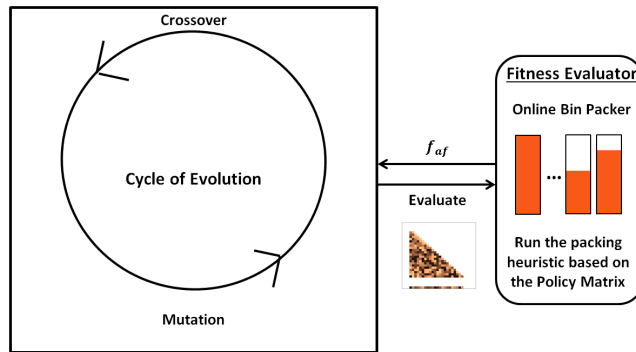 Crossover
Cycle of Evolution
Mutation
f_af
Evaluate
Fitness Evaluator
Online Bin Packer
...
Run the packing
heuristic based on
the Policy Matrix